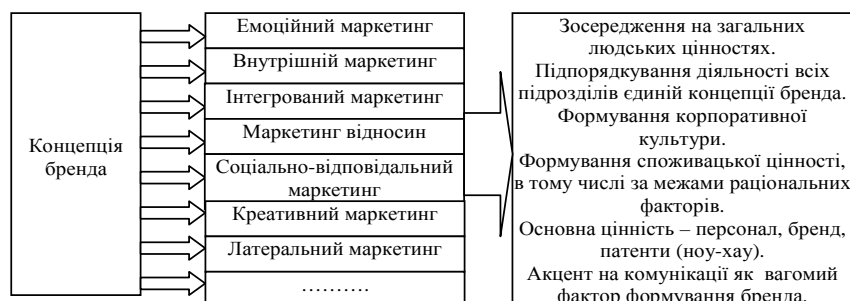 Концепція
бренда
Емоційний маркетинг
Внутрішній маркетинг
Інтегрований маркетинг
Маркетинг відносин
Соціально-відповідальний
маркетинг
Креативний маркетинг
Латеральний маркетинг
..........
Зосередження на загальних
людських цінностях.
Підпорядкування діяльності всіх
підрозділів єдиній концепції бренда.
Формування корпоративної
культури.
Формування споживацької цінності,
в тому числі за межами раціональних
факторів.
Основна цінність – персонал, бренд,
патенти (ноу-хау).
Акцент на комунікації як вагомий
фактор формування бренда.